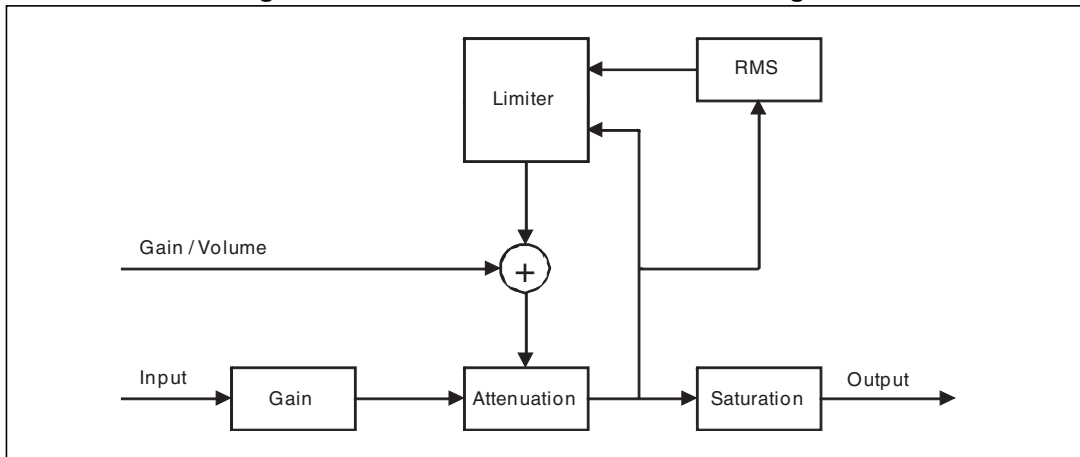 RMS
Limiter
Gain / Volume
+
Input
Output
Gain
Attenuation
Saturation